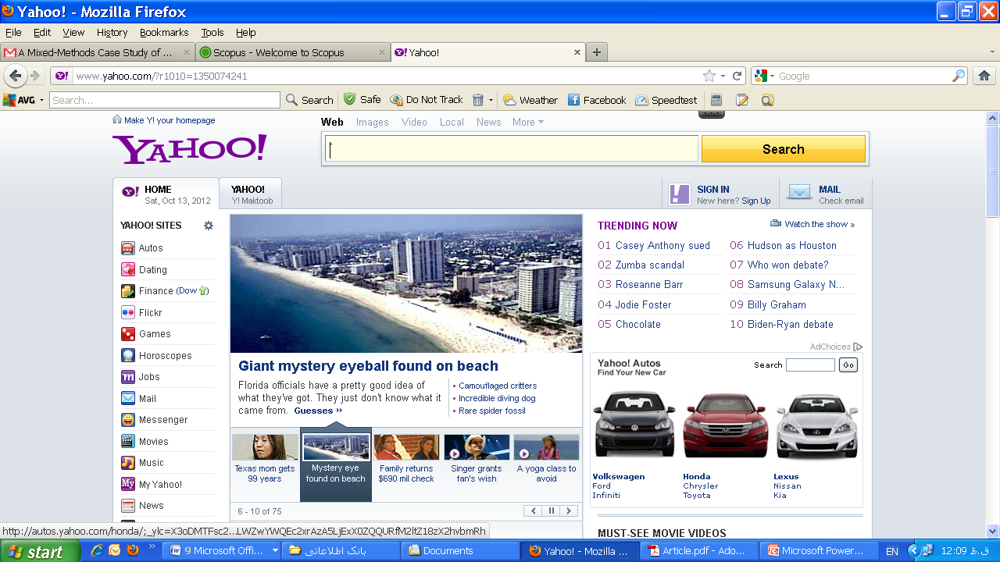 Yahoo! - Mozilla Firefox
File Edit View History Bookmarks Tools Help
A Mixed-Methods Case Study of ... Scopus - Welcome to Scopus Yahoo!
www.yahoo.com/?r1010=1350074241 Google
AVG Search... Search Safe Do Not Track Weather Facebook Speedtest
Make Y! your homepage
Web Images Video Local News More
YAHOO!
Search
HOME
Sat, Oct 13, 2012
YAHOO!
Y! Maktoob
SIGN IN
New here? Sign Up
MAIL
Check email
YAHOO! SITES
Autos
Dating
Finance (Dow )
Flickr
Games
Horoscopes
Jobs
Mail
Messenger
Movies
Music
My Yahoo!
News
Giant mystery eyeball found on beach
Florida officials have a pretty good idea of
what they've got. They just don't know what it
came from. Guesses »
• Camouflaged critters
• Incredible diving dog
• Rare spider fossil
Texas mom gets
99 years
Mystery eye
found on beach
Family returns
$690 mil check
Singer grants
fan's wish
A yoga class to
avoid
6 - 10 of 75
TRENDING NOW
Watch the show »
01 Casey Anthony sued
02 Zumba scandal
03 Roseanne Barr
04 Jodie Foster
05 Chocolate
06 Hudson as Houston
07 Who won debate?
08 Samsung Galaxy N...
09 Billy Graham
10 Biden-Ryan debate
AdChoices
Yahoo! Autos
Find Your New Car
Search Go
Volkswagen
Ford
Infiniti
Honda
Chrysler
Toyota
Lexus
Nissan
Kia
MUST-SEE MOVIE VIDEOS
start 9 Microsoft Offi... بانک اطلاعاتی Documents Yahoo! - Mozilla ... Article.pdf - Ado... Microsoft Power... EN 12:09 ق.ظ